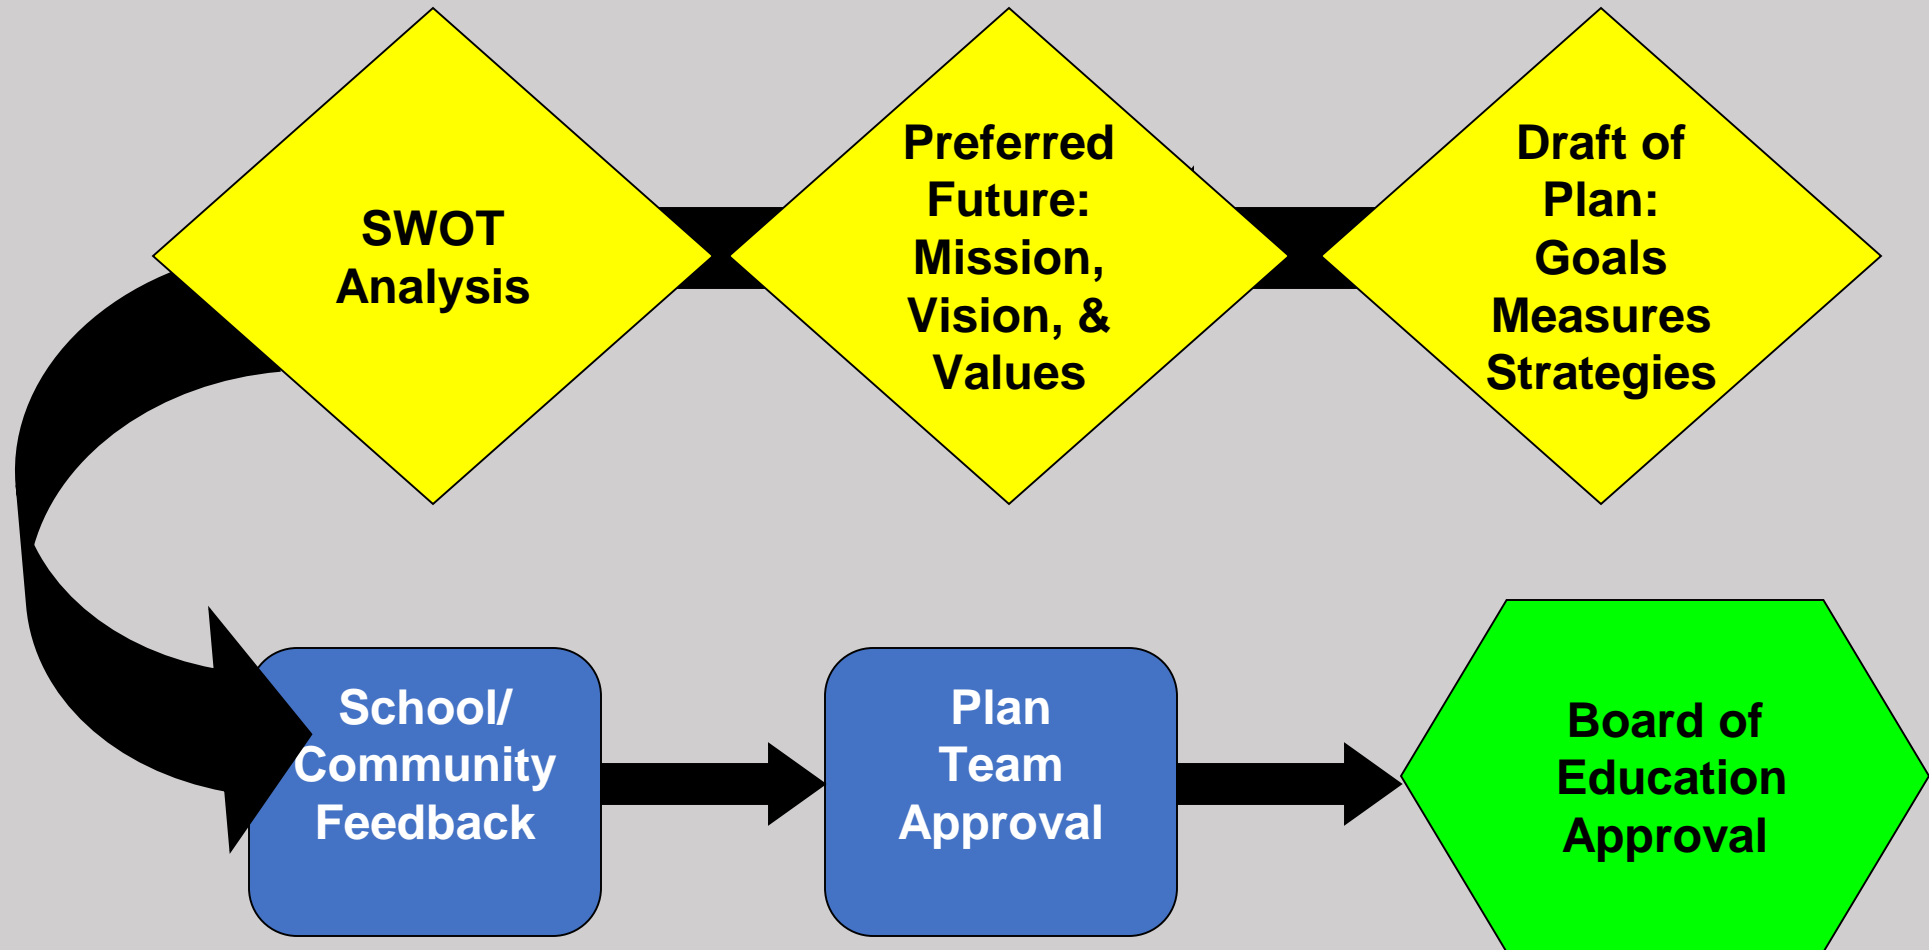 SWOT
Analysis
Preferred
Future:
Mission,
Vision, &
Values
Draft of
Plan:
Goals
Measures
Strategies
School/
Community
Feedback
Plan
Team
Approval
Board of
Education
Approval